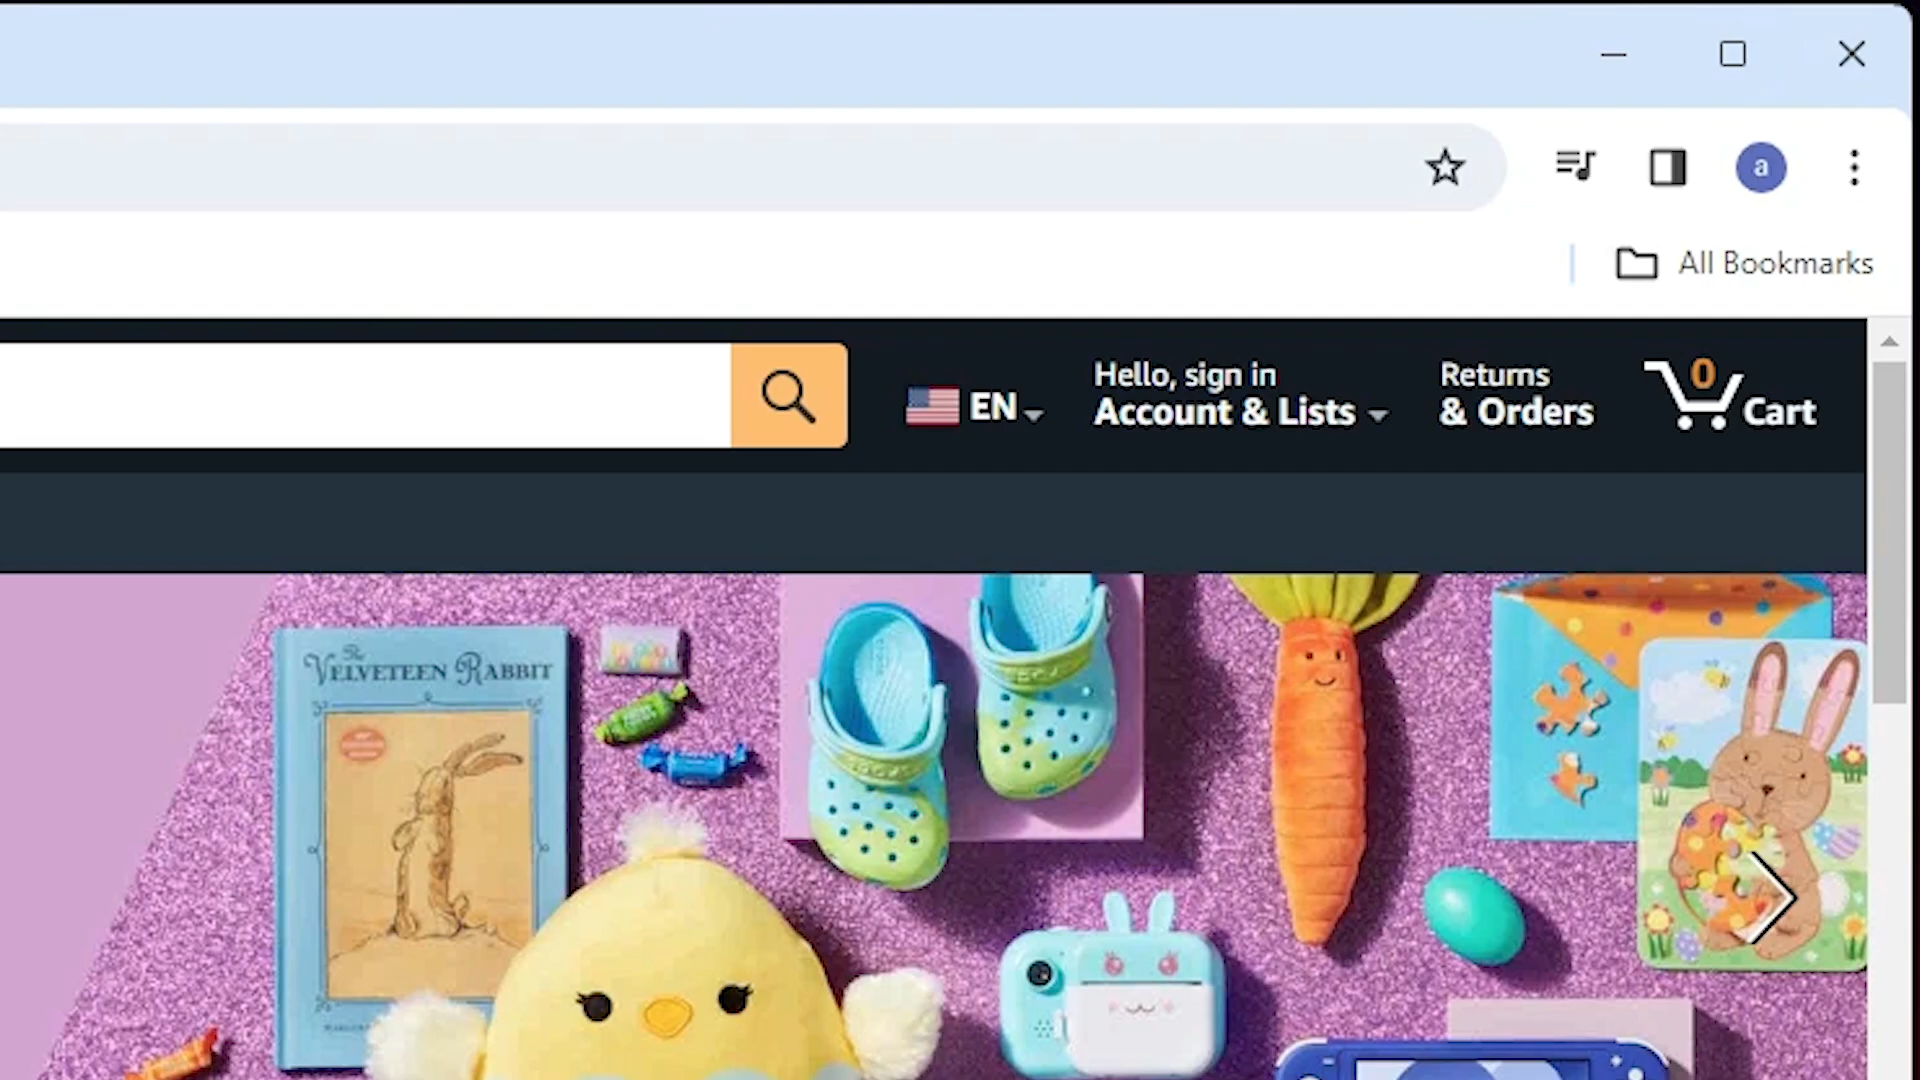 a
All Bookmarks
EN
Hello, sign in
Account & Lists
Returns
& Orders
0
Cart
The
VELVETEEN RABBIT